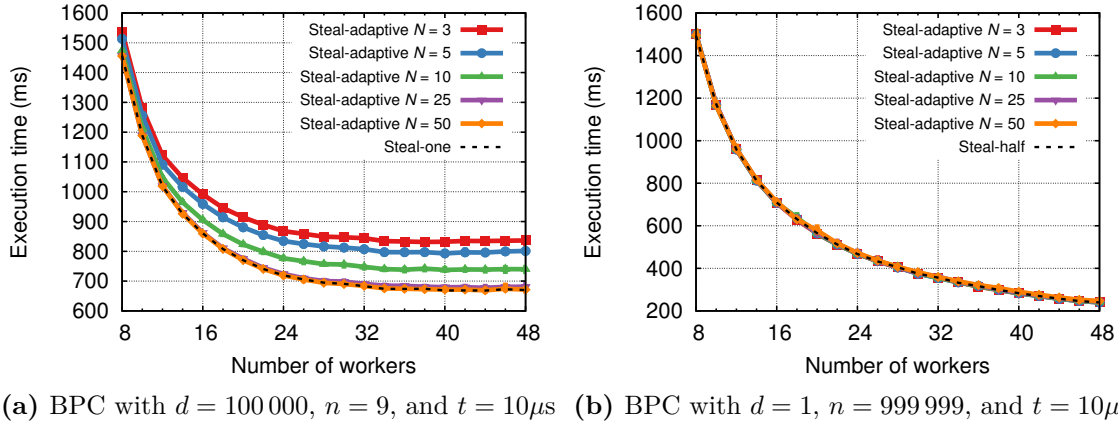 1600
1500
1400
1300
1200
1100
1000
900
800
700
600
Execution time (ms)
Steal-adaptive N = 3
Steal-adaptive N = 5
Steal-adaptive N = 10
Steal-adaptive N = 25
Steal-adaptive N = 50
Steal-one
8 16 24 32 40 48
Number of workers
(a) BPC with d = 100 000, n = 9, and t = 10μs
1600
1400
1200
1000
800
600
400
200
Execution time (ms)
Steal-adaptive N = 3
Steal-adaptive N = 5
Steal-adaptive N = 10
Steal-adaptive N = 25
Steal-adaptive N = 50
Steal-half
8 16 24 32 40 48
Number of workers
(b) BPC with d = 1, n = 999 999, and t = 10μ